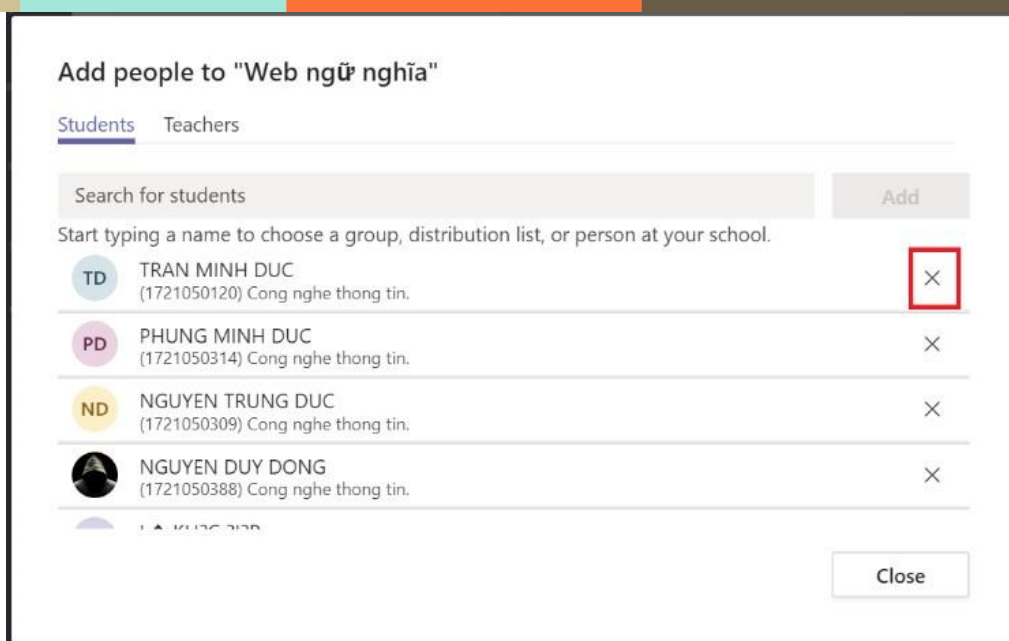 Add people to "Web ngữ nghĩa"
Students Teachers
Search for students Add
Start typing a name to choose a group, distribution list, or person at your school.
TD TRAN MINH DUC
(1721050120) Cong nghe thong tin.
PD PHUNG MINH DUC
(1721050314) Cong nghe thong tin.
ND NGUYEN TRUNG DUC
(1721050309) Cong nghe thong tin.
NGUYEN DUY DONG
(1721050388) Cong nghe thong tin.
Close